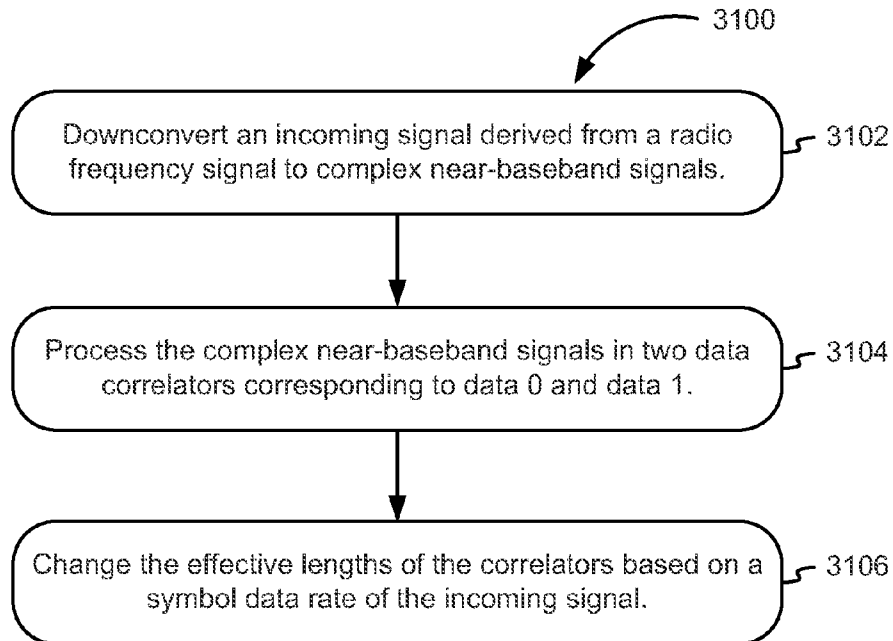 3100
Downconvert an incoming signal derived from a radio
frequency signal to complex near-baseband signals.
3102
Process the complex near-baseband signals in two data
correlators corresponding to data 0 and data 1.
3104
Change the effective lengths of the correlators based on a
symbol data rate of the incoming signal.
3106